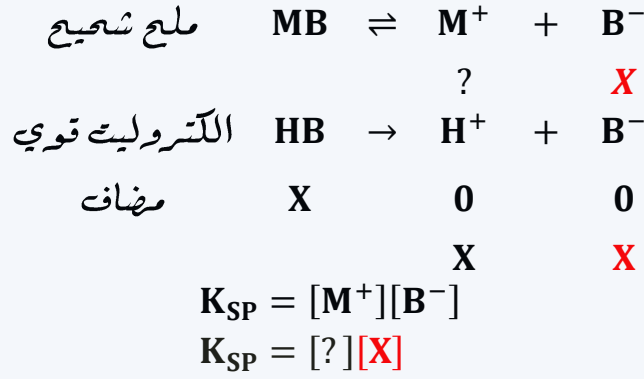 ملح شحيح MB ⇌ M⁺ + B⁻
? X
الكتروليت قوي HB → H⁺ + B⁻
مضاف X 0 0
X X
K_SP = [M⁺][B⁻]
K_SP = [?][X]